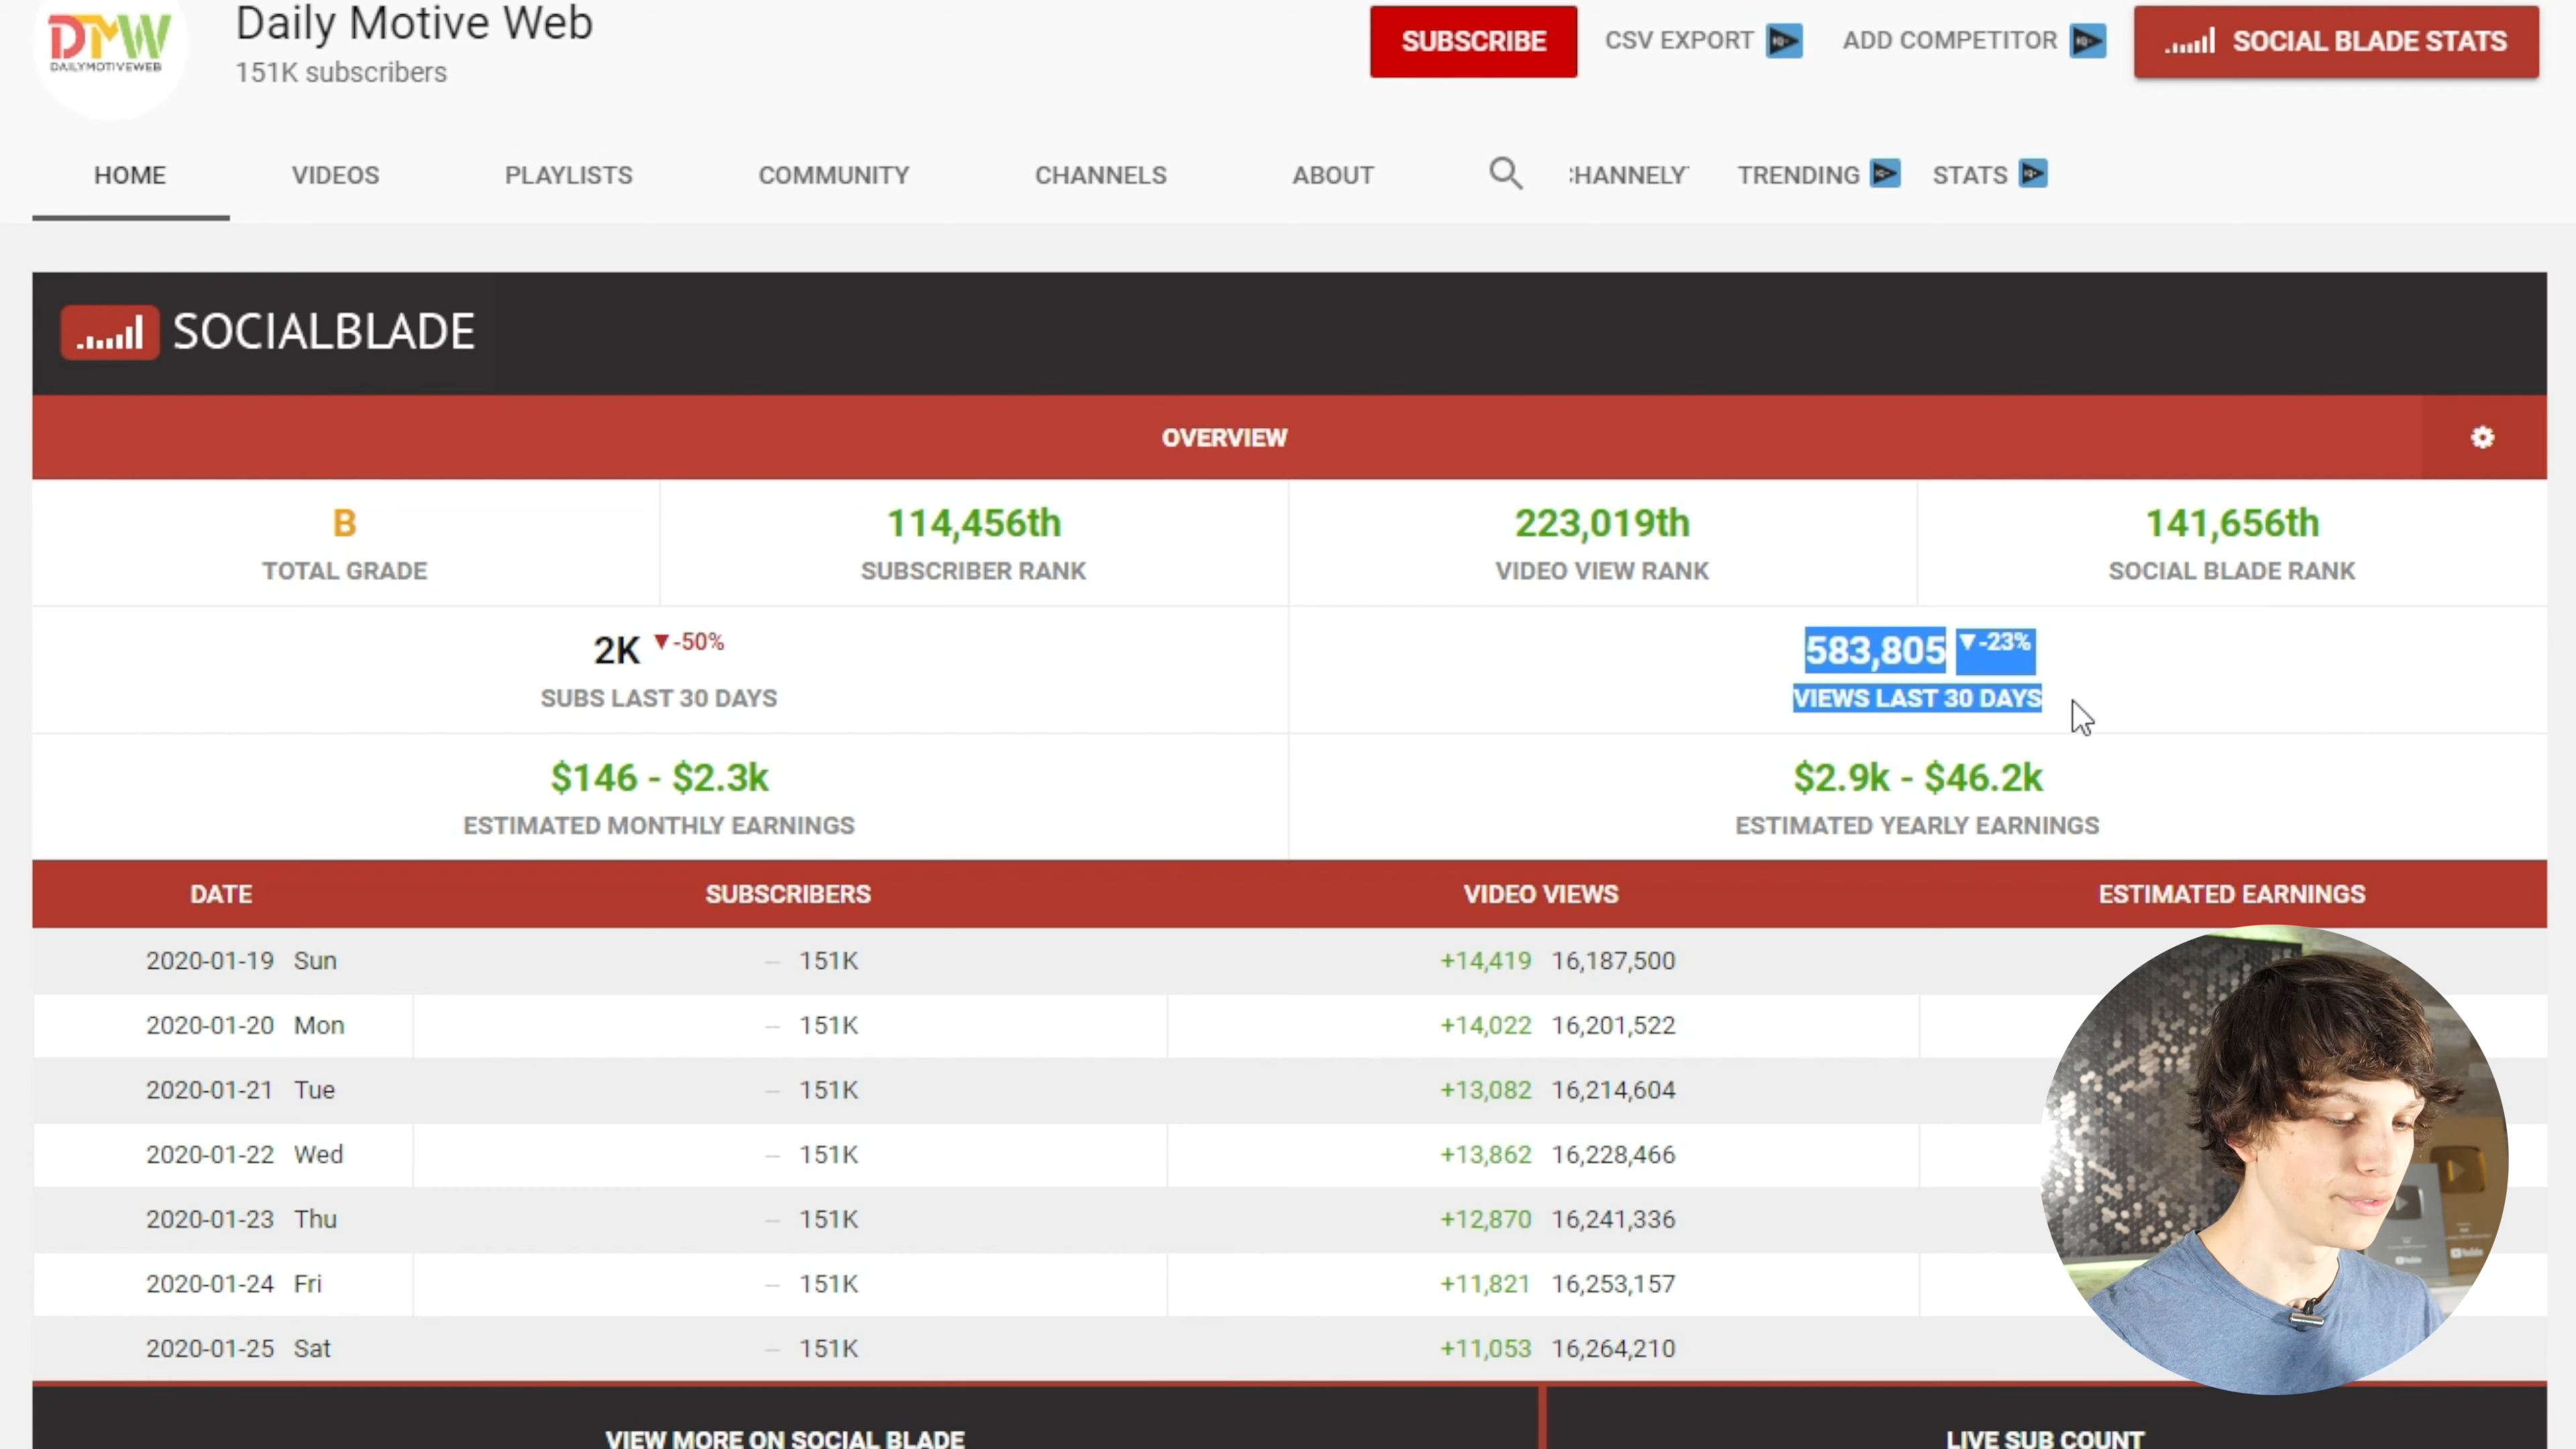 DMW
DAILYMOTIVEWEB
Daily Motive Web
151K subscribers
SUBSCRIBE
CSV EXPORT
ADD COMPETITOR
SOCIAL BLADE STATS
HOME
VIDEOS
PLAYLISTS
COMMUNITY
CHANNELS
ABOUT
HANNELY
TRENDING
STATS
SOCIALBLADE
OVERVIEW
B
TOTAL GRADE
114,456th
SUBSCRIBER RANK
223,019th
VIDEO VIEW RANK
141,656th
SOCIAL BLADE RANK
2K ▼-50%
SUBS LAST 30 DAYS
583,805 ▼-23%
VIEWS LAST 30 DAYS
$146 - $2.3k
ESTIMATED MONTHLY EARNINGS
$2.9k - $46.2k
ESTIMATED YEARLY EARNINGS
DATE SUBSCRIBERS VIDEO VIEWS ESTIMATED EARNINGS
2020-01-19 Sun -- 151K +14,419 16,187,500
2020-01-20 Mon -- 151K +14,022 16,201,522
2020-01-21 Tue -- 151K +13,082 16,214,604
2020-01-22 Wed -- 151K +13,862 16,228,466
2020-01-23 Thu -- 151K +12,870 16,241,336
2020-01-24 Fri -- 151K +11,821 16,253,157
2020-01-25 Sat -- 151K +11,053 16,264,210
VIEW MORE ON SOCIAL BLADE
LIVE SUB COUNT